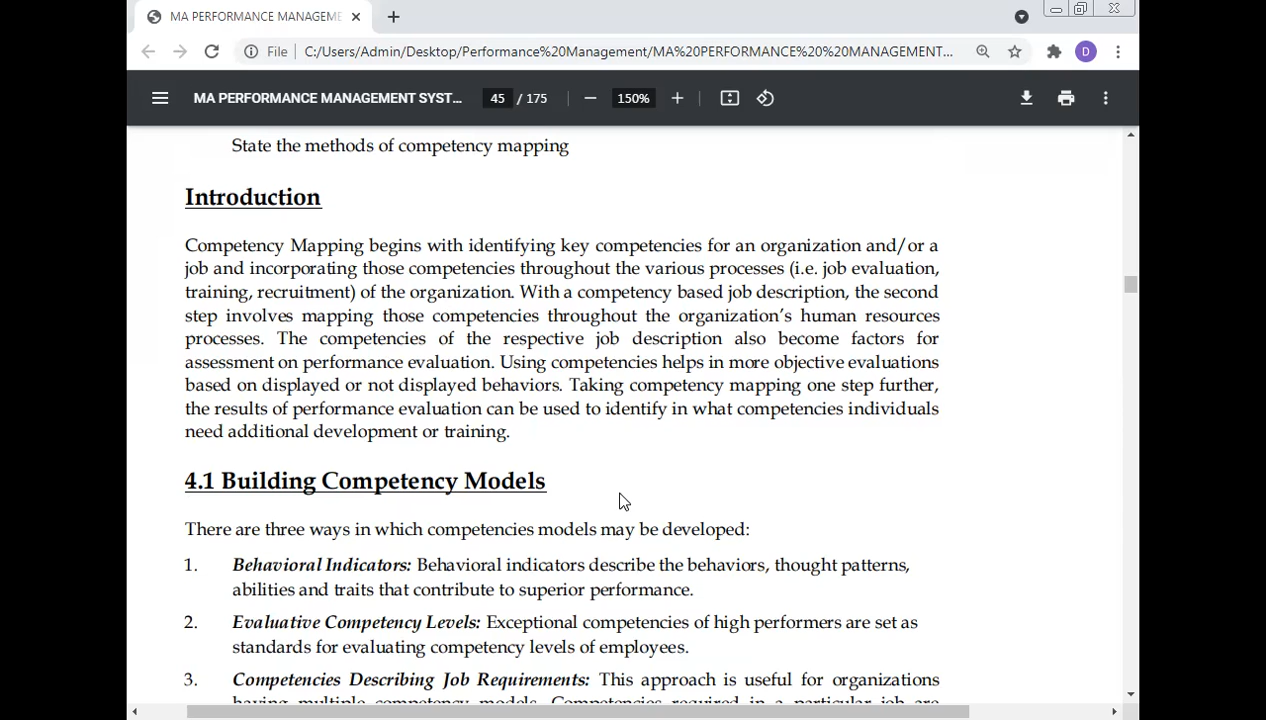 MA PERFORMANCE MANAGEME
File C:/Users/Admin/Desktop/Performance%20Management/MA%20PERFORMANCE%20%20MANAGEMENT...
D
MA PERFORMANCE MANAGEMENT SYST... 45 / 175 150%
State the methods of competency mapping
Introduction
Competency Mapping begins with identifying key competencies for an organization and/or a
job and incorporating those competencies throughout the various processes (i.e. job evaluation,
training, recruitment) of the organization. With a competency based job description, the second
step involves mapping those competencies throughout the organization's human resources
processes. The competencies of the respective job description also become factors for
assessment on performance evaluation. Using competencies helps in more objective evaluations
based on displayed or not displayed behaviors. Taking competency mapping one step further,
the results of performance evaluation can be used to identify in what competencies individuals
need additional development or training.
4.1 Building Competency Models
There are three ways in which competencies models may be developed:
1. Behavioral Indicators: Behavioral indicators describe the behaviors, thought patterns,
abilities and traits that contribute to superior performance.
2. Evaluative Competency Levels: Exceptional competencies of high performers are set as
standards for evaluating competency levels of employees.
3. Competencies Describing Job Requirements: This approach is useful for organizations
having multiple competency models. Competencies required in a particular job are